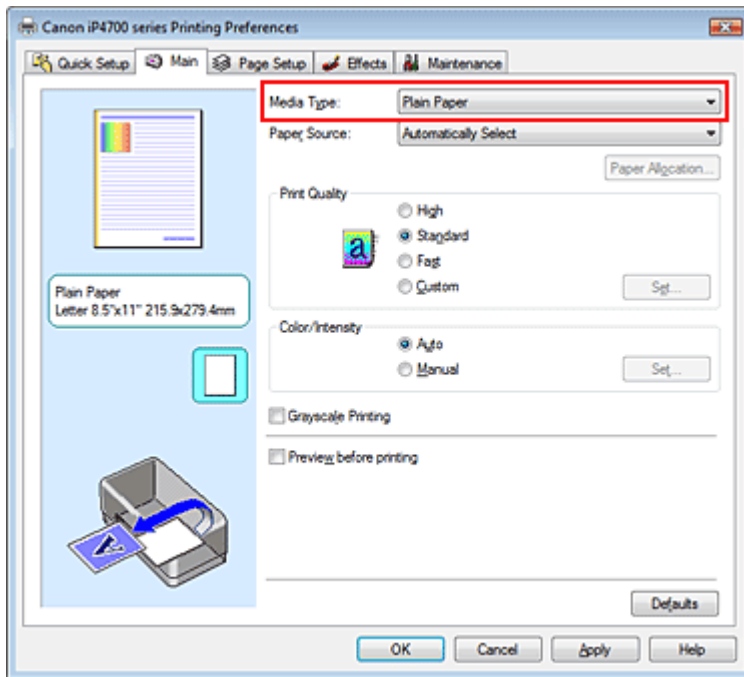 Canon iP4700 series Printing Preferences
Quick Setup Main Page Setup Effects Maintenance
Media Type: Plain Paper
Paper Source: Automatically Select
Paper Allocation...
Print Quality
High
Standard
Fast
Custom Set...
Plain Paper
Letter 8.5"x11" 215.9x279.4mm
Color/Intensity
Auto
Manual Set...
Grayscale Printing
Preview before printing
Defaults
OK Cancel Apply Help